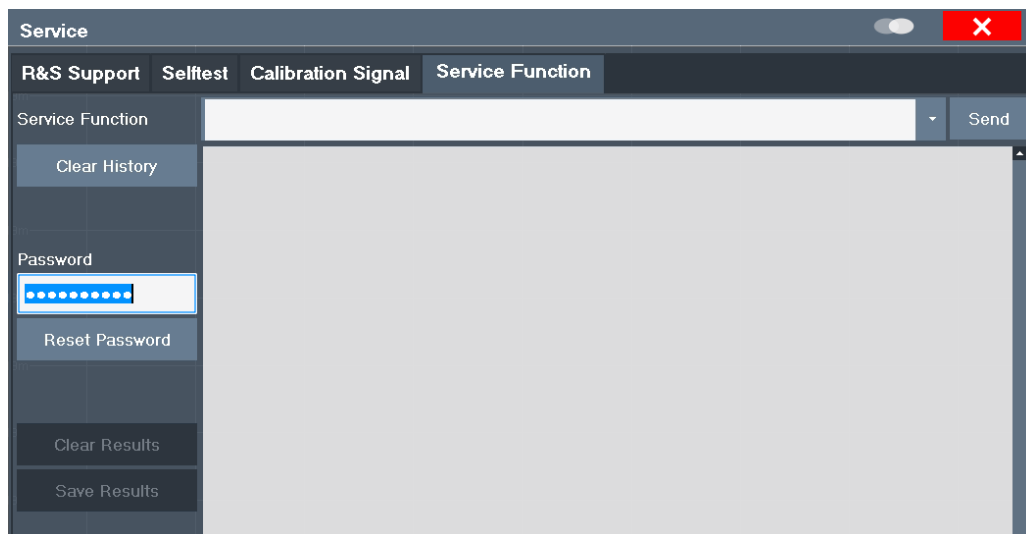 Service
R&S Support Selftest Calibration Signal Service Function
Service Function
Send
Clear History
Password
Reset Password
Clear Results
Save Results